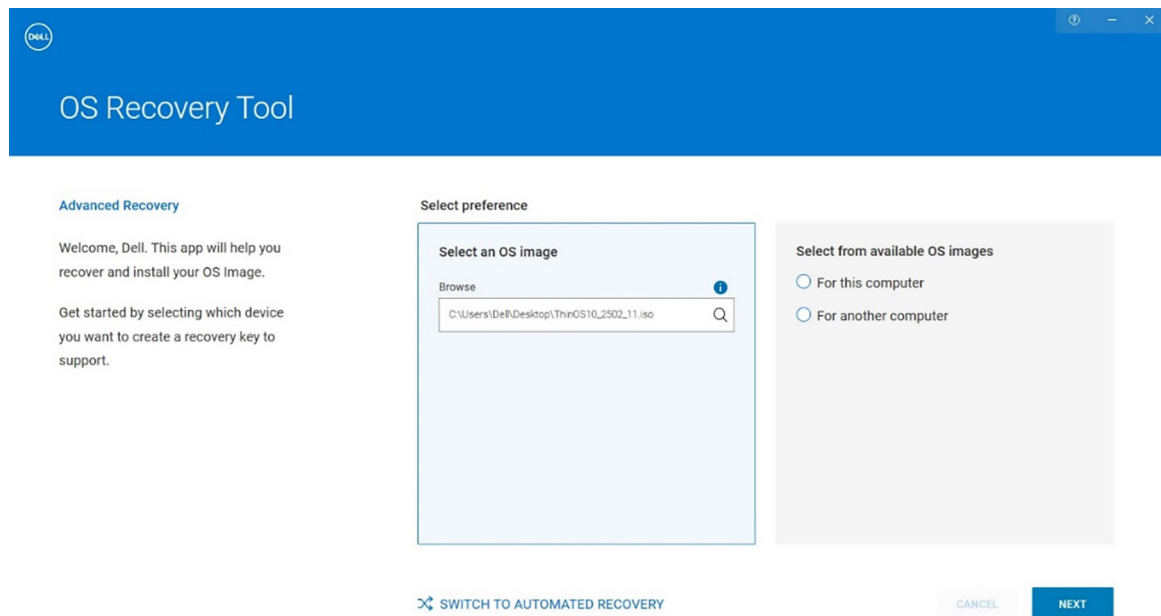 DELL
OS Recovery Tool
Advanced Recovery
Welcome, Dell. This app will help you
recover and install your OS Image.
Get started by selecting which device
you want to create a recovery key to
support.
Select preference
Select an OS image
Browse
C:\Users\Dell\Desktop\ThinOS10_2502_11.iso
Select from available OS images
For this computer
For another computer
SWITCH TO AUTOMATED RECOVERY
CANCEL
NEXT